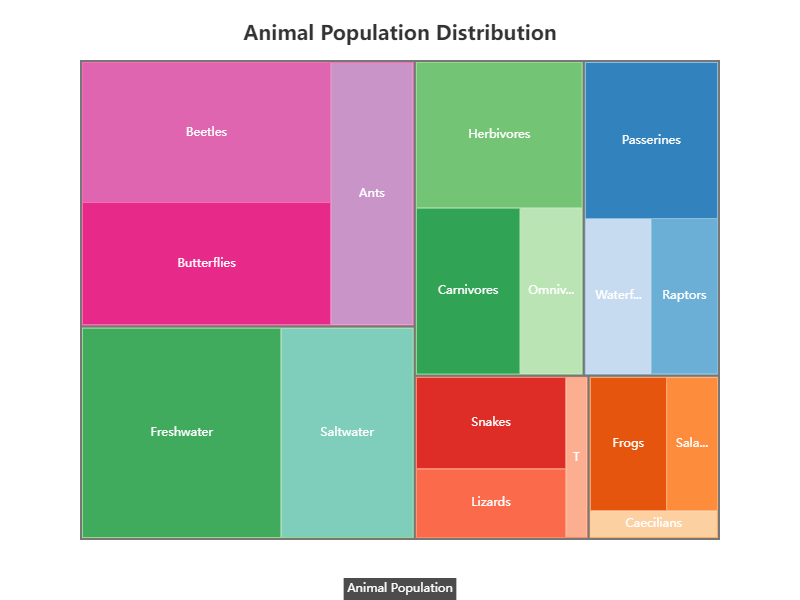 Animal Population Distribution
Beetles
Ants
Butterflies
Herbivores
Carnivores
Omniv...
Passerines
Waterf...
Raptors
Freshwater
Saltwater
Snakes
Lizards
T
Frogs
Sala...
Caecilians
Animal Population